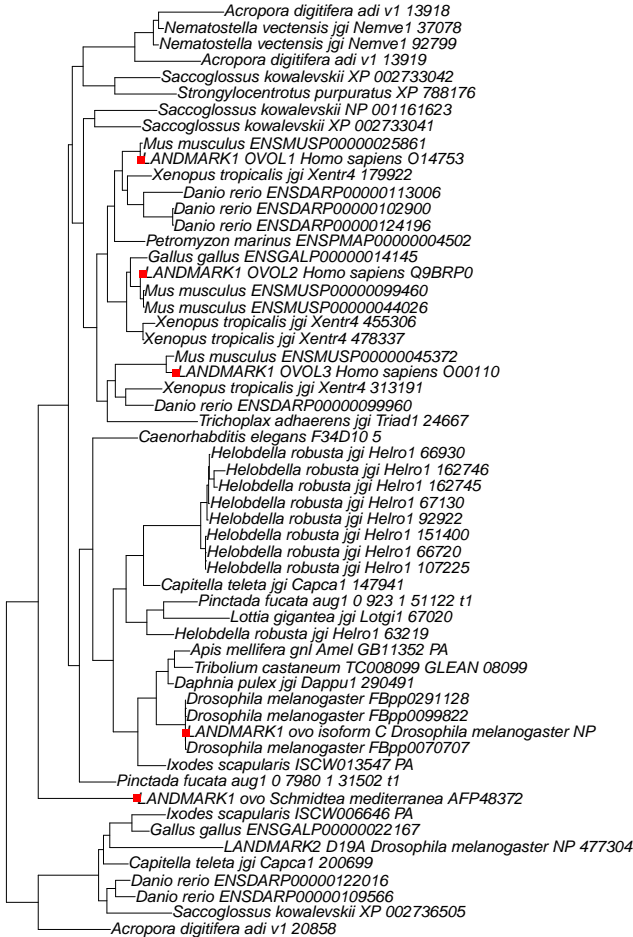 Acropora digitifera adi v1 13918
Nematostella vectensis jgi Nemve1 37078
Nematostella vectensis jgi Nemve1 92799
Acropora digitifera adi v1 13919
Saccoglossus kowalevskii XP 002733042
Strongylocentrotus purpuratus XP 788176
Saccoglossus kowalevskii NP 001161623
Saccoglossus kowalevskii XP 002733041
Mus musculus ENSMUSP00000025861
LANDMARK1 OVOL1 Homo sapiens O14753
Xenopus tropicalis jgi Xentr4 179922
Danio rerio ENSDARP00000113006
Danio rerio ENSDARP00000102900
Danio rerio ENSDARP00000124196
Petromyzon marinus ENSPMAP00000004502
Gallus gallus ENSGALP00000014145
LANDMARK1 OVOL2 Homo sapiens Q9BRP0
Mus musculus ENSMUSP00000099460
Mus musculus ENSMUSP00000044026
Xenopus tropicalis jgi Xentr4 455306
Xenopus tropicalis jgi Xentr4 478337
Mus musculus ENSMUSP00000045372
LANDMARK1 OVOL3 Homo sapiens O00110
Xenopus tropicalis jgi Xentr4 313191
Danio rerio ENSDARP00000099960
Trichoplax adhaerens jgi Triad1 24667
Caenorhabditis elegans F34D10 5
Helobdella robusta jgi Helro1 66930
Helobdella robusta jgi Helro1 162746
Helobdella robusta jgi Helro1 162745
Helobdella robusta jgi Helro1 67130
Helobdella robusta jgi Helro1 92922
Helobdella robusta jgi Helro1 151400
Helobdella robusta jgi Helro1 66720
Helobdella robusta jgi Helro1 107225
Capitella teleta jgi Capca1 147941
Pinctada fucata aug1 0 923 1 51122 t1
Lottia gigantea jgi Lotgi1 67020
Helobdella robusta jgi Helro1 63219
Apis mellifera gnl Amel GB11352 PA
Tribolium castaneum TC008099 GLEAN 08099
Daphnia pulex jgi Dappu1 290491
Drosophila melanogaster FBpp0291128
Drosophila melanogaster FBpp0099822
LANDMARK1 ovo isoform C Drosophila melanogaster NP
Drosophila melanogaster FBpp0070707
Ixodes scapularis ISCW013547 PA
Pinctada fucata aug1 0 7980 1 31502 t1
LANDMARK1 ovo Schmidtea mediterranea AFP48372
Ixodes scapularis ISCW006646 PA
Gallus gallus ENSGALP00000022167
LANDMARK2 D19A Drosophila melanogaster NP 477304
Capitella teleta jgi Capca1 200699
Danio rerio ENSDARP00000122016
Danio rerio ENSDARP00000109566
Saccoglossus kowalevskii XP 002736505
Acropora digitifera adi v1 20858